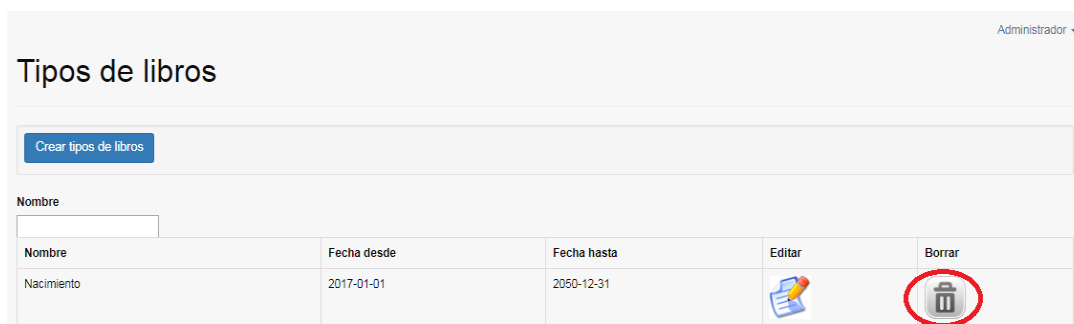 Administrador
Tipos de libros
Crear tipos de libros
Nombre
Nombre Fecha desde Fecha hasta Editar Borrar
Nacimiento 2017-01-01 2050-12-31